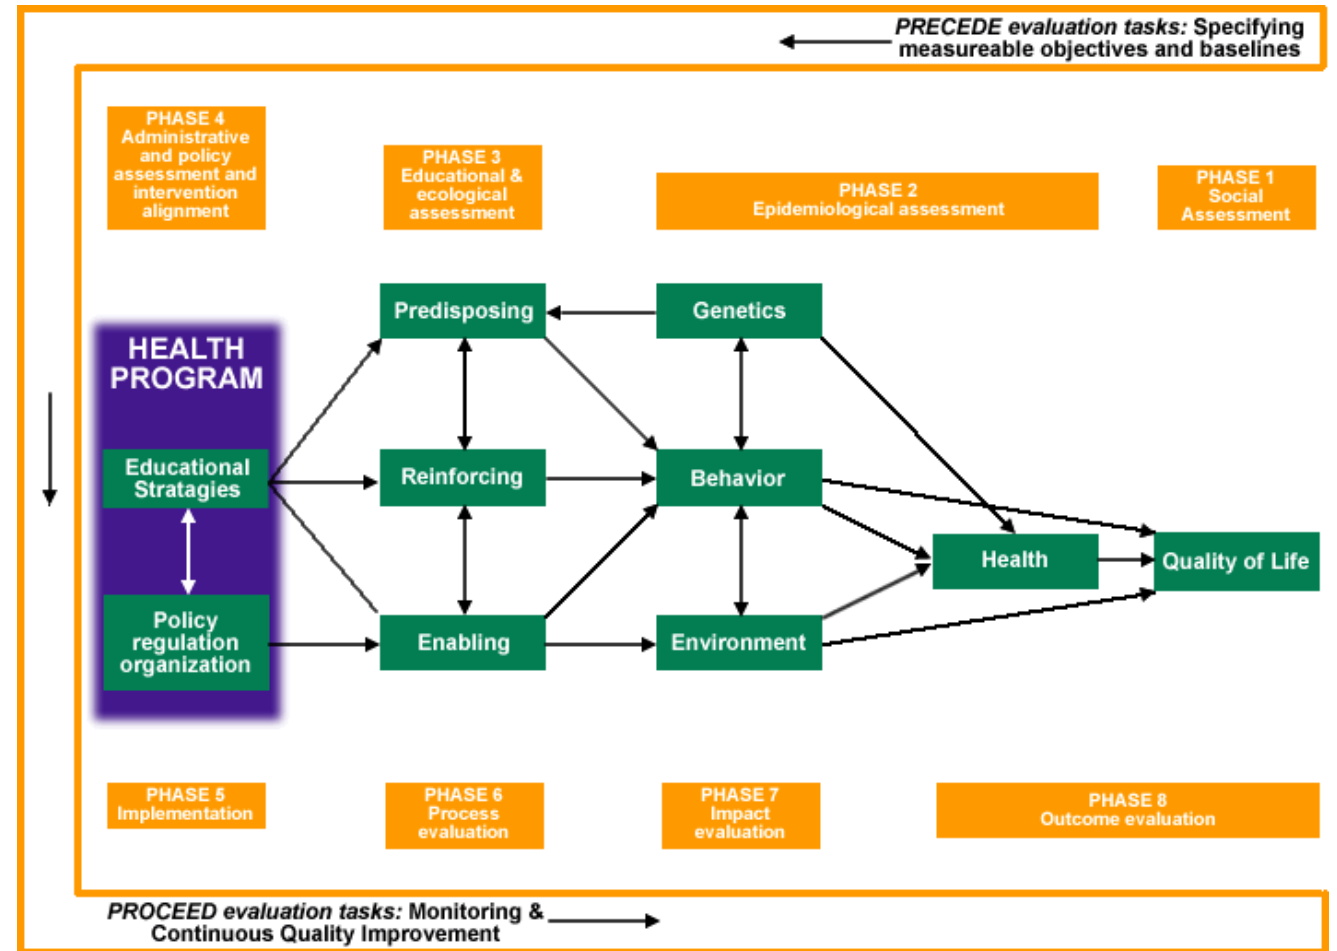 PRECEDE evaluation tasks: Specifying
measureable objectives and baselines
PHASE 4
Administrative
and policy
assessment and
intervention
alignment
PHASE 3
Educational &
ecological
assessment
PHASE 2
Epidemiological assessment
PHASE 1
Social
Assessment
HEALTH
PROGRAM
Educational
Stratagies
Policy
regulation
organization
Predisposing
Reinforcing
Enabling
Genetics
Behavior
Environment
Health
Quality of Life
PHASE 5
Implementation
PHASE 6
Process
evaluation
PHASE 7
Impact
evaluation
PHASE 8
Outcome evaluation
PROCEED evaluation tasks: Monitoring &
Continuous Quality Improvement